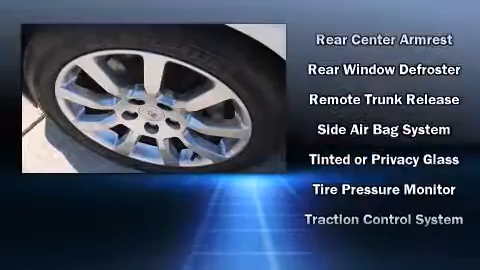 Rear Center Armrest
Rear Window Defroster
Remote Trunk Release
Side Air Bag System
Tinted or Privacy Glass
Tire Pressure Monitor
Traction Control System